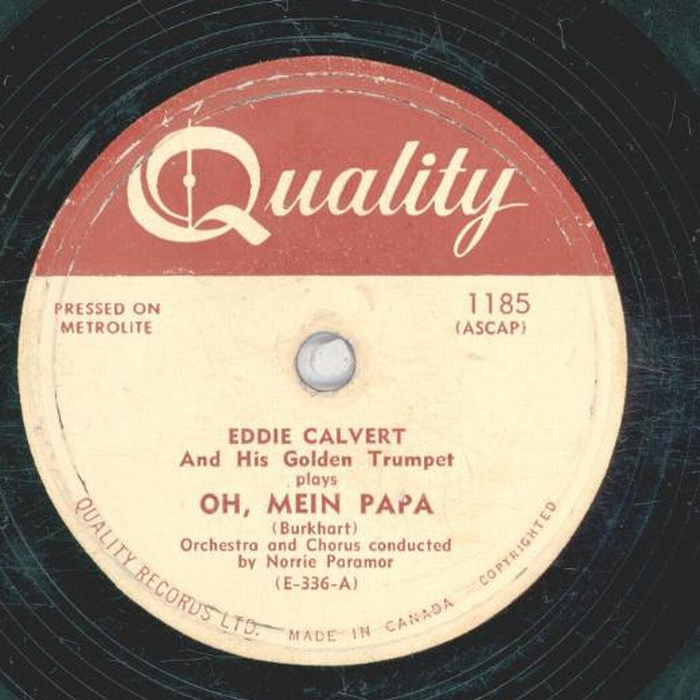 Quality
PRESSED ON
METROLITE
1185
(ASCAP)
EDDIE CALVERT
And His Golden Trumpet
plays
OH, MEIN PAPA
(Burkhart)
Orchestra and Chorus conducted
by Norrie Paramor
(E-336-A)
QUALITY RECORDS LTD. MADE IN CANADA COPYRIGHTED